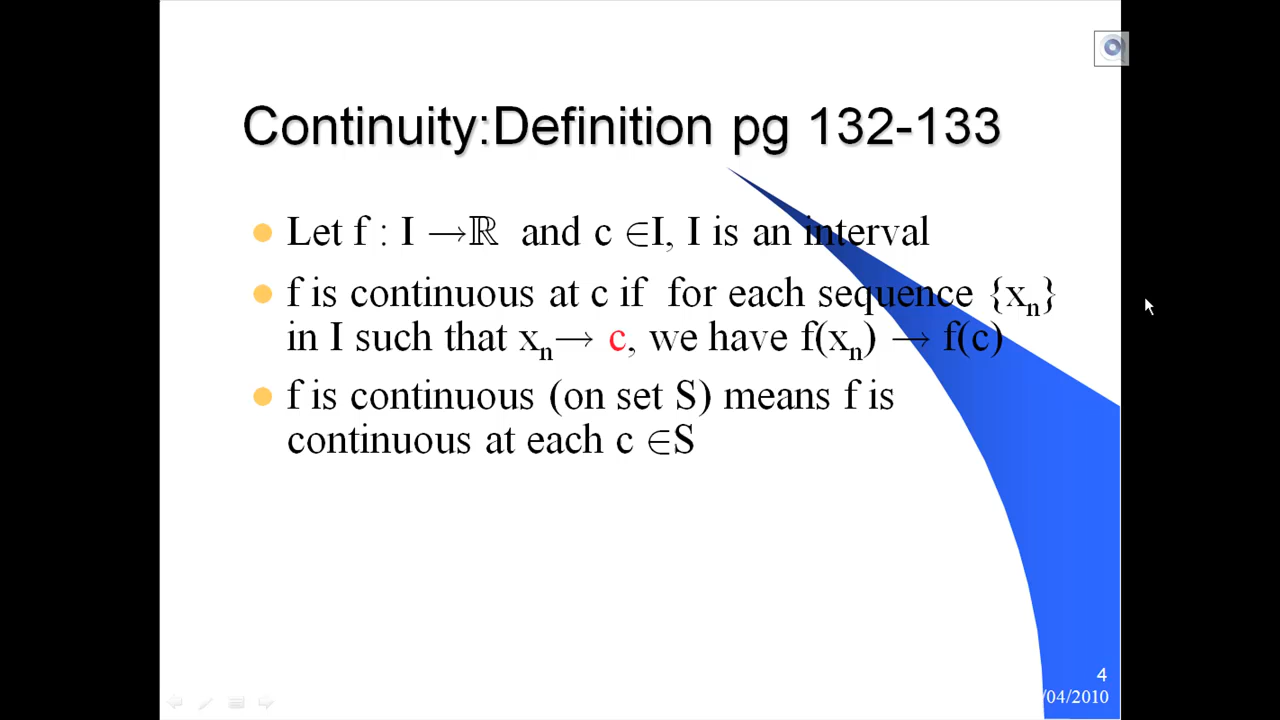 Continuity:Definition pg 132-133
Let f : I →ℝ and c ∈I, I is an interval
f is continuous at c if for each sequence {xₙ}
in I such that xₙ→ c, we have f(xₙ) → f(c)
f is continuous (on set S) means f is
continuous at each c ∈S
4
/04/2010